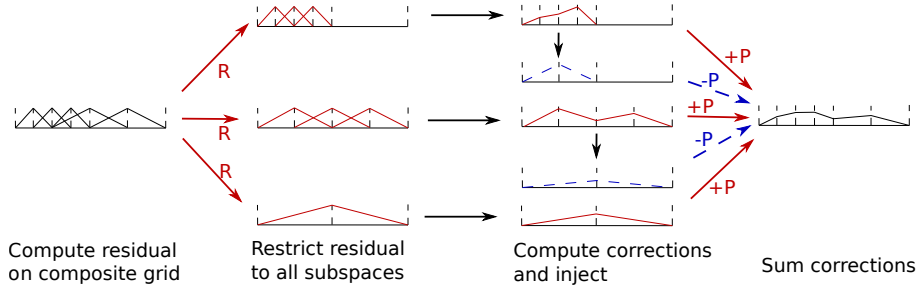 R
R
R
+P
-P
+P
-P
+P
Compute residual
on composite grid
Restrict residual
to all subspaces
Compute corrections
and inject
Sum corrections